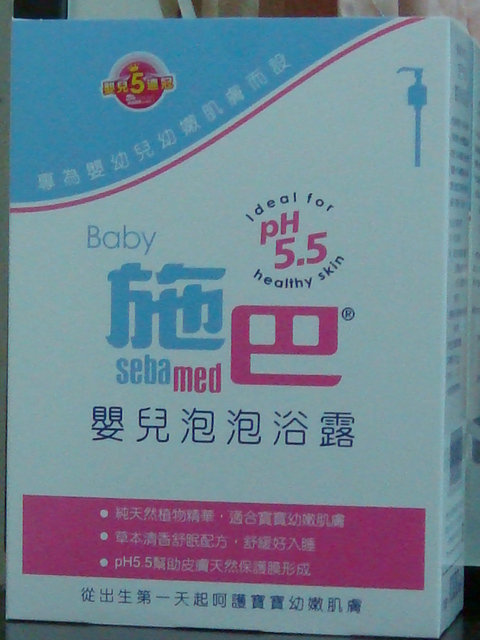 嬰兒5連冠
專為嬰幼兒幼嫩肌膚而設
Ideal for
pH
5.5
healthy skin
Baby
施巴®
sebamed
嬰兒泡泡浴露
● 純天然植物精華，適合寶寶幼嫩肌膚
● 草本清香舒眠配方，舒緩好入睡
● pH5.5幫助皮膚天然保護膜形成
從出生第一天起呵護寶寶幼嫩肌膚